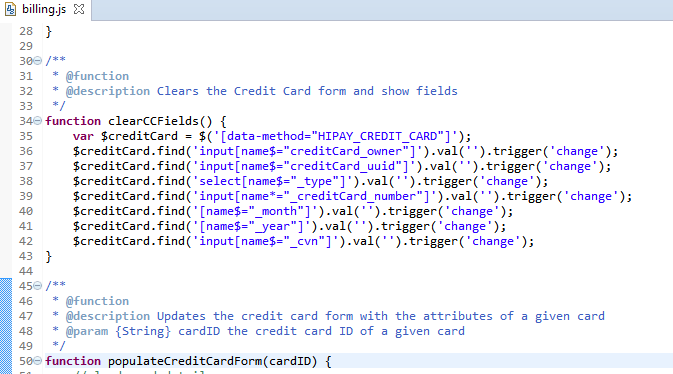 billing.js
28 }
29
30 /**
31  * @function
32  * @description Clears the Credit Card form and show fields
33  */
34 function clearCCFields() {
35     var $creditCard = $('[data-method="HIPAY_CREDIT_CARD"]');
36     $creditCard.find('input[name$="creditCard_owner"]').val('').trigger('change');
37     $creditCard.find('input[name$="creditCard_uuid"]').val('').trigger('change');
38     $creditCard.find('select[name$="_type"]').val('').trigger('change');
39     $creditCard.find('input[name*="_creditCard_number"]').val('').trigger('change');
40     $creditCard.find('[name$="_month"]').val('').trigger('change');
41     $creditCard.find('[name$="_year"]').val('').trigger('change');
42     $creditCard.find('input[name$="_cvn"]').val('').trigger('change');
43 }
44
45 /**
46  * @function
47  * @description Updates the credit card form with the attributes of a given card
48  * @param {String} cardID the credit card ID of a given card
49  */
50 function populateCreditCardForm(cardID) {